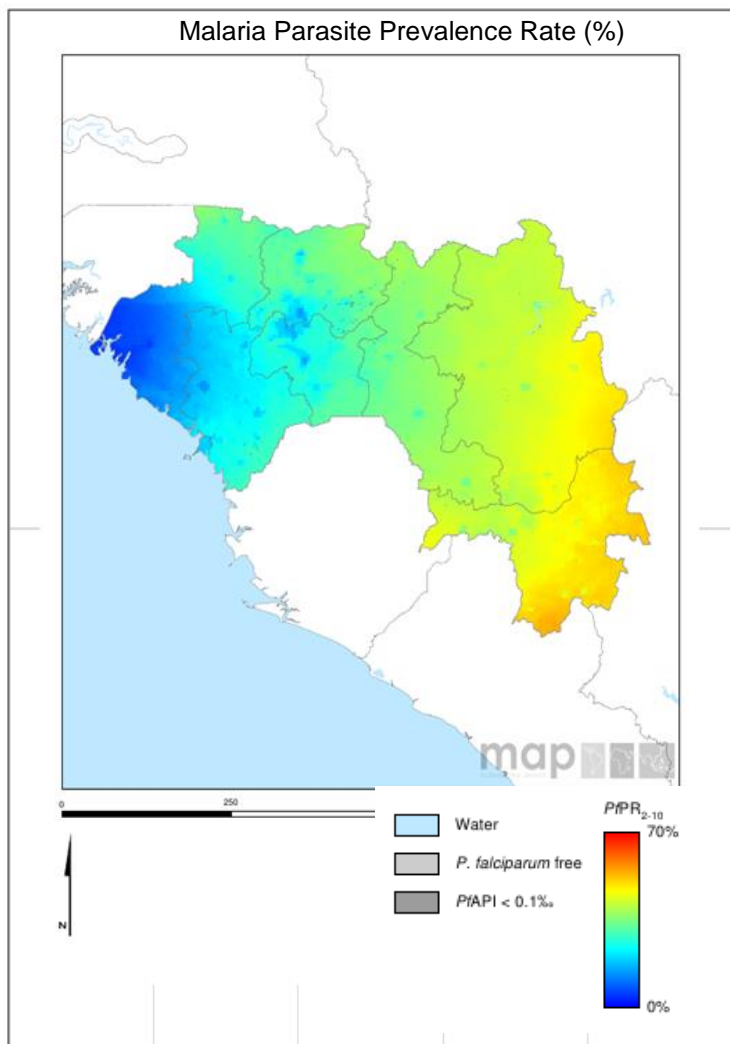 Malaria Parasite Prevalence Rate (%)
map
0
250
Water
P. falciparum free
PfAPI < 0.1‰
N
PfPR2-10
70%
0%